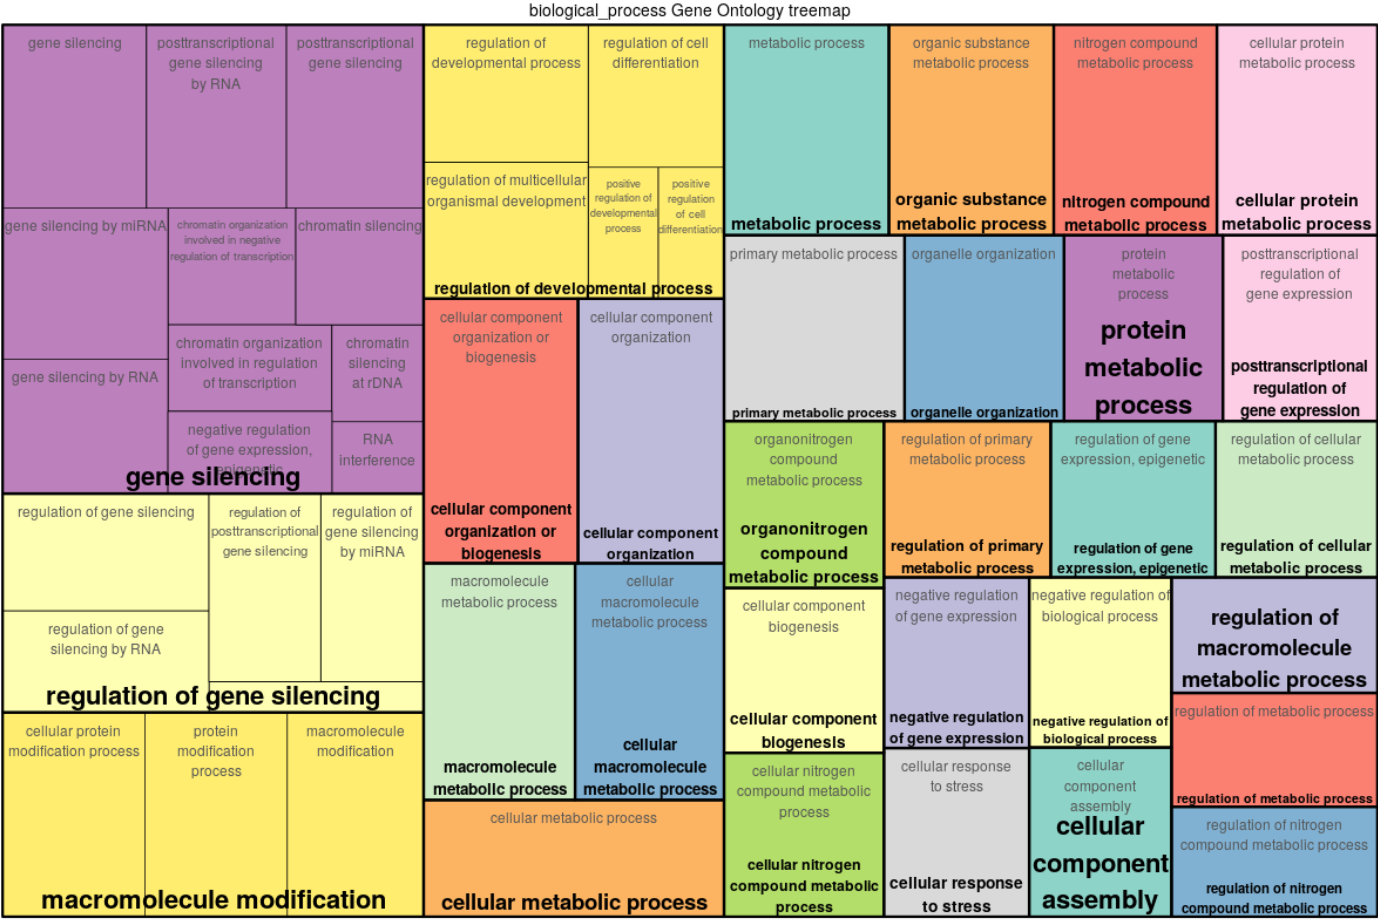 biological_process Gene Ontology treemap
gene silencing
posttranscriptional
gene silencing
by RNA
posttranscriptional
gene silencing
gene silencing by miRNA
chromatin organization
involved in negative
regulation of transcription
chromatin silencing
gene silencing by RNA
chromatin organization
involved in regulation
of transcription
chromatin
silencing
at rDNA
negative regulation
of gene expression,
epigenetic
RNA
interference
gene silencing
regulation of gene silencing
regulation of
posttranscriptional
gene silencing
regulation of
gene silencing
by miRNA
regulation of gene
silencing by RNA
regulation of gene silencing
cellular protein
modification process
protein
modification
process
macromolecule
modification
macromolecule modification
regulation of
developmental process
regulation of cell
differentiation
regulation of multicellular
organismal development
positive
regulation of
developmental
process
positive
regulation
of cell
differentiation
regulation of developmental process
cellular component
organization or
biogenesis
cellular component
organization or
biogenesis
cellular component
organization
cellular component
organization
macromolecule
metabolic process
macromolecule
metabolic process
cellular
macromolecule
metabolic process
cellular
macromolecule
metabolic process
cellular metabolic process
cellular metabolic process
metabolic process
metabolic process
organic substance
metabolic process
organic substance
metabolic process
nitrogen compound
metabolic process
nitrogen compound
metabolic process
cellular protein
metabolic process
cellular protein
metabolic process
primary metabolic process
primary metabolic process
organelle organization
organelle organization
protein
metabolic
process
protein
metabolic
process
posttranscriptional
regulation of
gene expression
posttranscriptional
regulation of
gene expression
organonitrogen
compound
metabolic process
organonitrogen
compound
metabolic process
regulation of primary
metabolic process
regulation of primary
metabolic process
regulation of gene
expression, epigenetic
regulation of gene
expression, epigenetic
regulation of cellular
metabolic process
regulation of cellular
metabolic process
cellular component
biogenesis
cellular component
biogenesis
negative regulation
of gene expression
negative regulation
of gene expression
negative regulation of
biological process
negative regulation of
biological process
regulation of
macromolecule
metabolic process
regulation of metabolic process
regulation of metabolic process
cellular nitrogen
compound metabolic
process
cellular nitrogen
compound metabolic
process
cellular response
to stress
cellular response
to stress
cellular
component
assembly
cellular
component
assembly
regulation of nitrogen
compound metabolic process
regulation of nitrogen
compound metabolic process